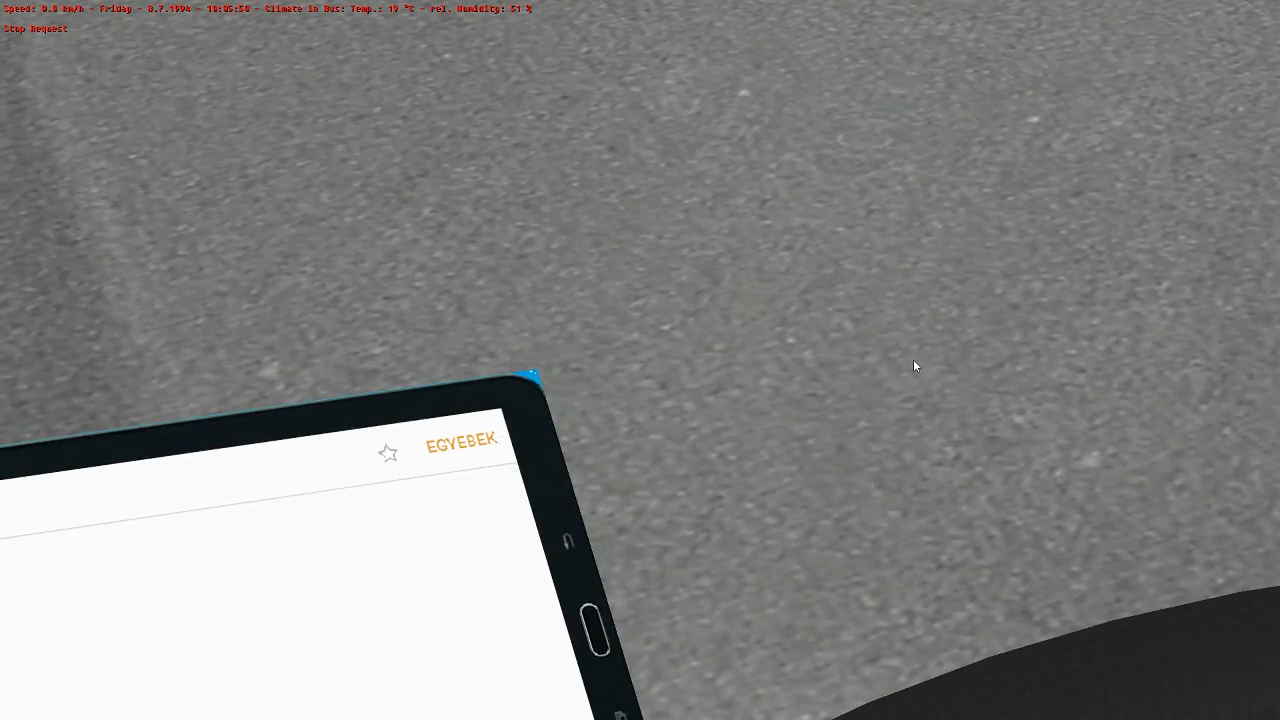 Speed: 0.0 km/h - Friday - 8.7.1994 - 10:05:50 - Climate in Bus: Temp.: 19 °C - rel. Humidity: 51 %
Stop Request
EGYEBEK